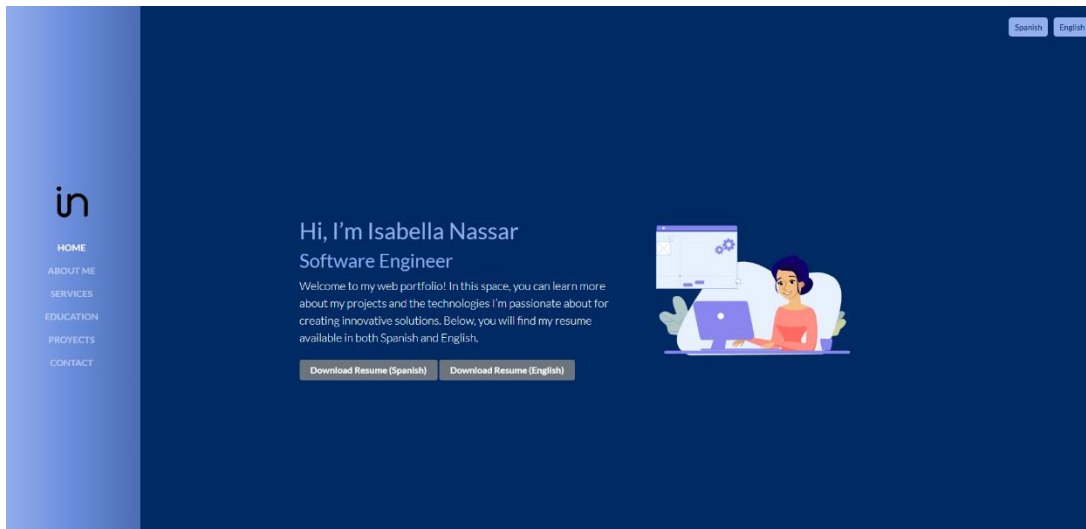 Spanish English
in
HOME
ABOUT ME
SERVICES
EDUCATION
PROYECTS
CONTACT
Hi, I'm Isabella Nassar
Software Engineer
Welcome to my web portfolio! In this space, you can learn more
about my projects and the technologies I'm passionate about for
creating innovative solutions. Below, you will find my resume
available in both Spanish and English.
Download Resume (Spanish) Download Resume (English)